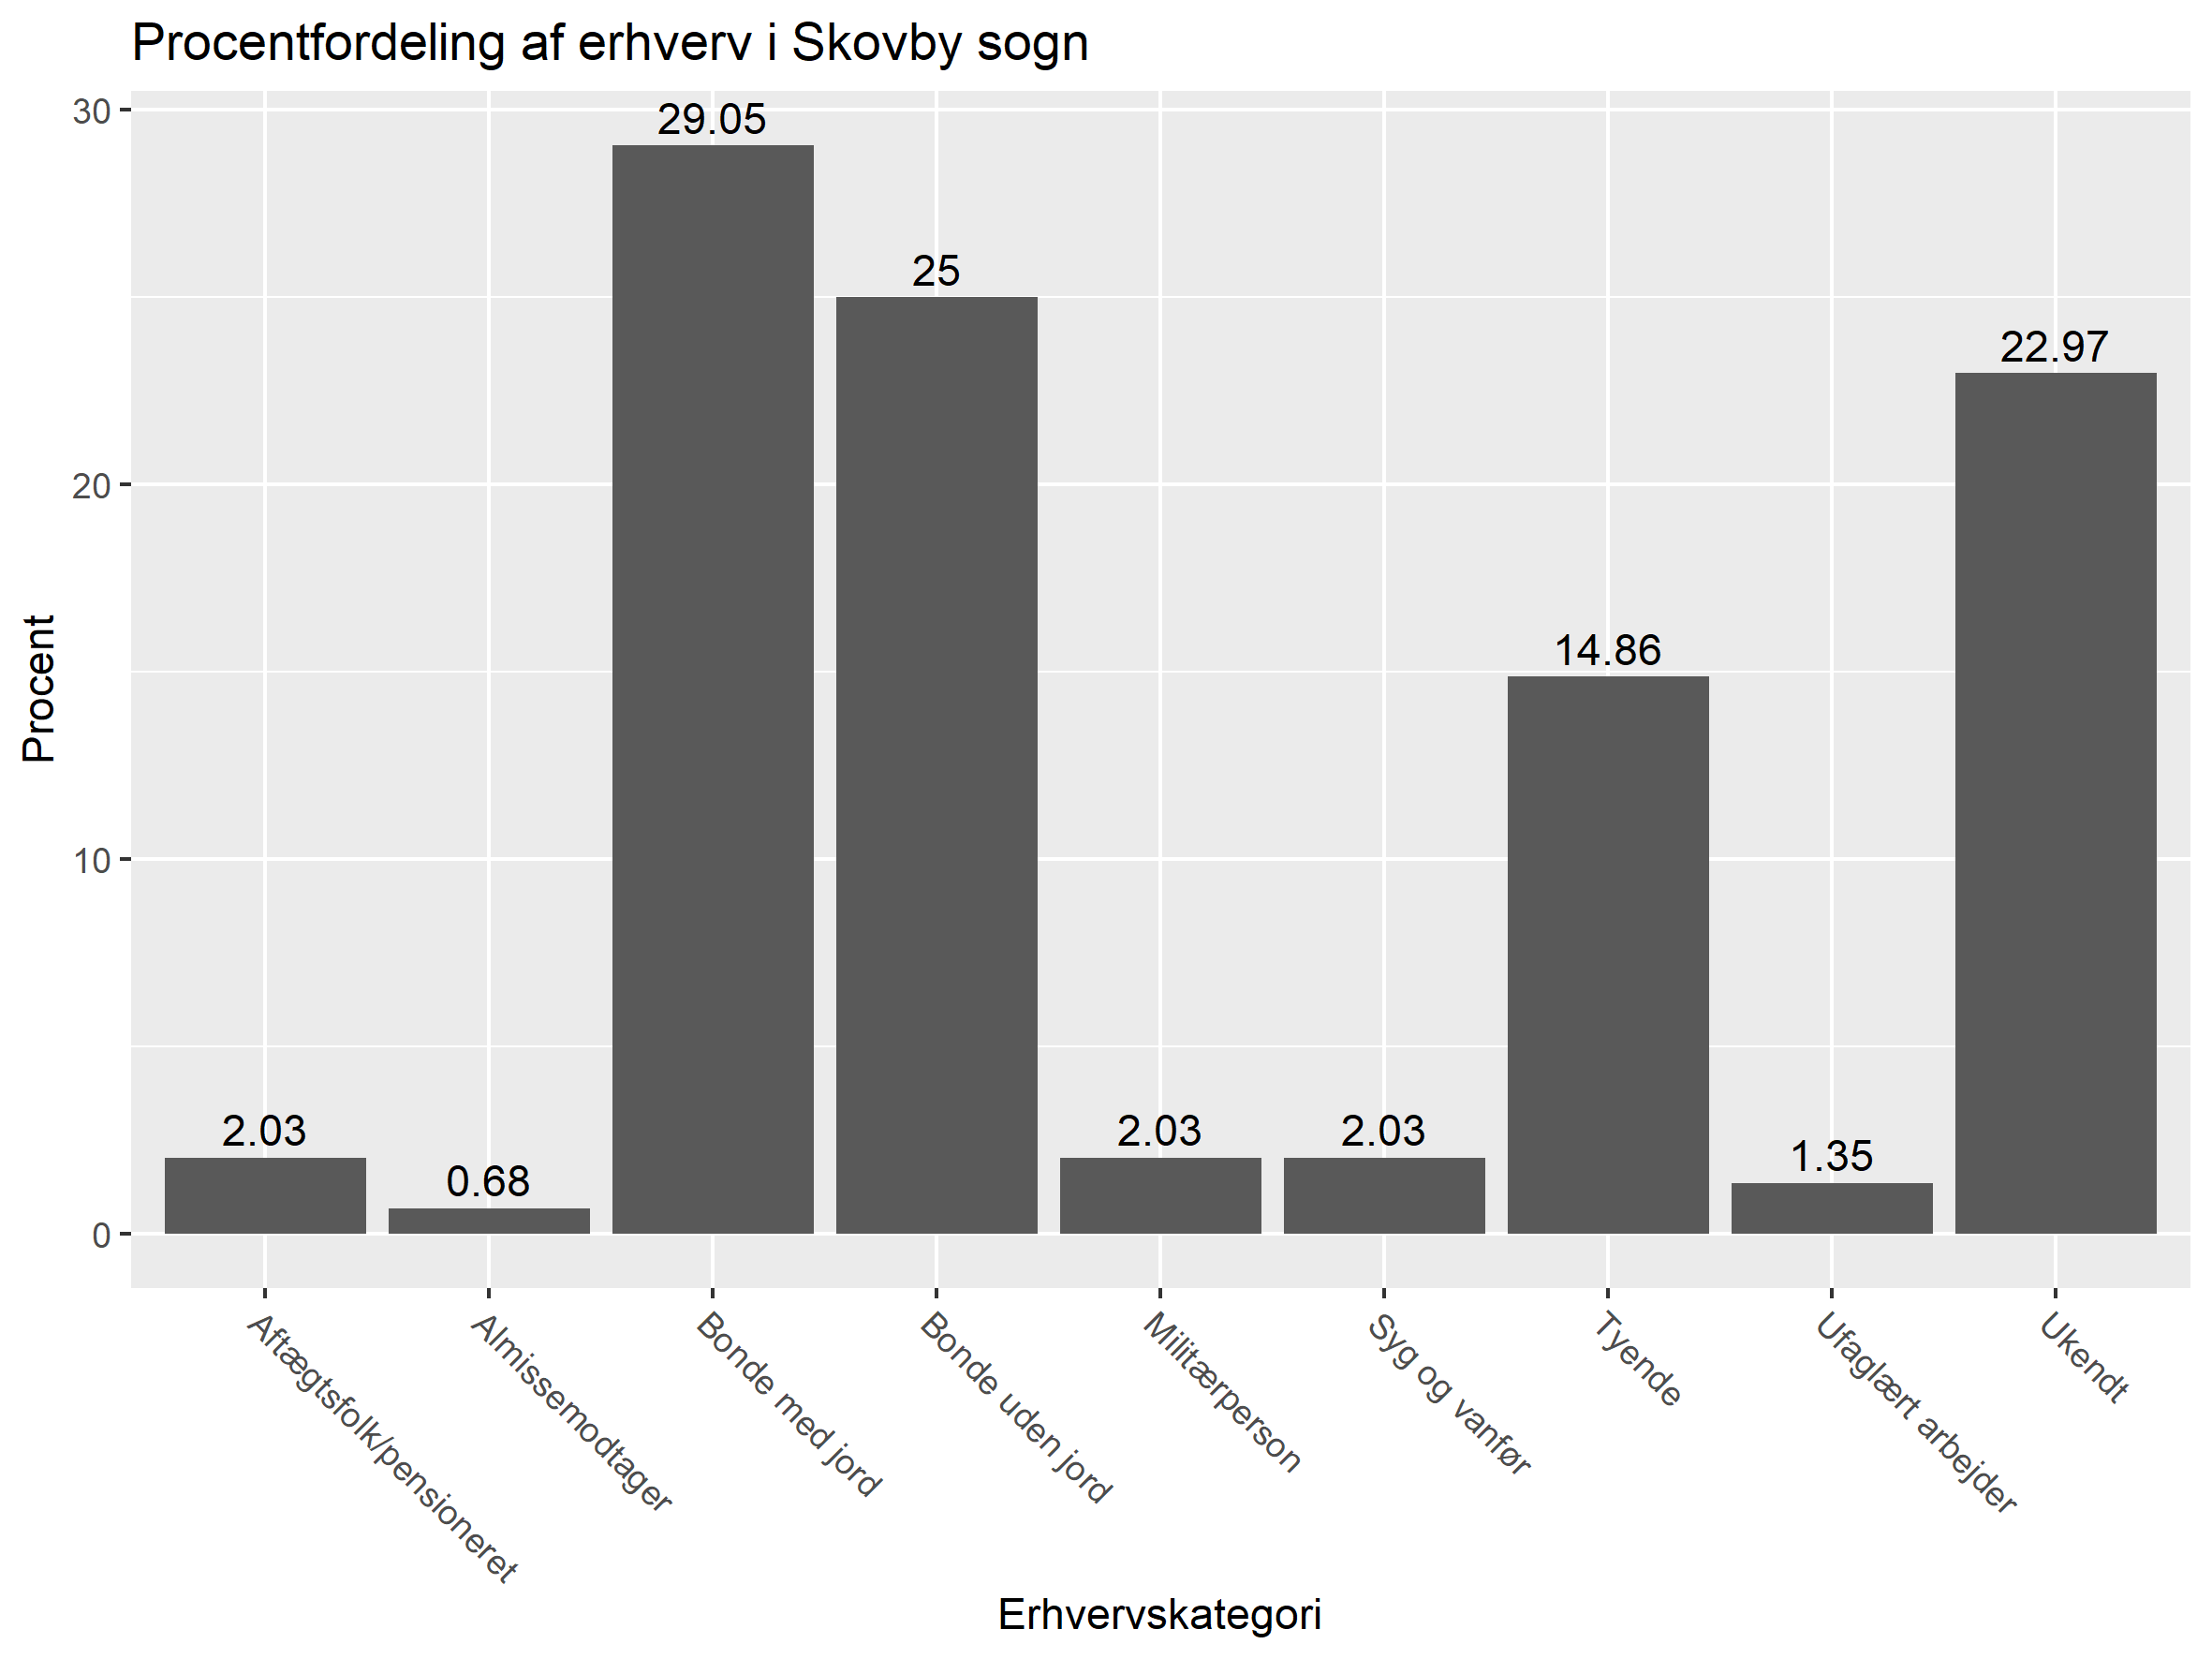 Procentfordeling af erhverv i Skovby sogn
30
20
10
0
Procent
29.05
25
22.97
14.86
2.03
0.68
2.03
2.03
1.35
Aftægtsfolk/pensioneret
Almissemodtager
Bonde med jord
Bonde uden jord
Militærperson
Syg og vanfør
Tyende
Ufaglært arbejder
Ukendt
Erhvervskategori